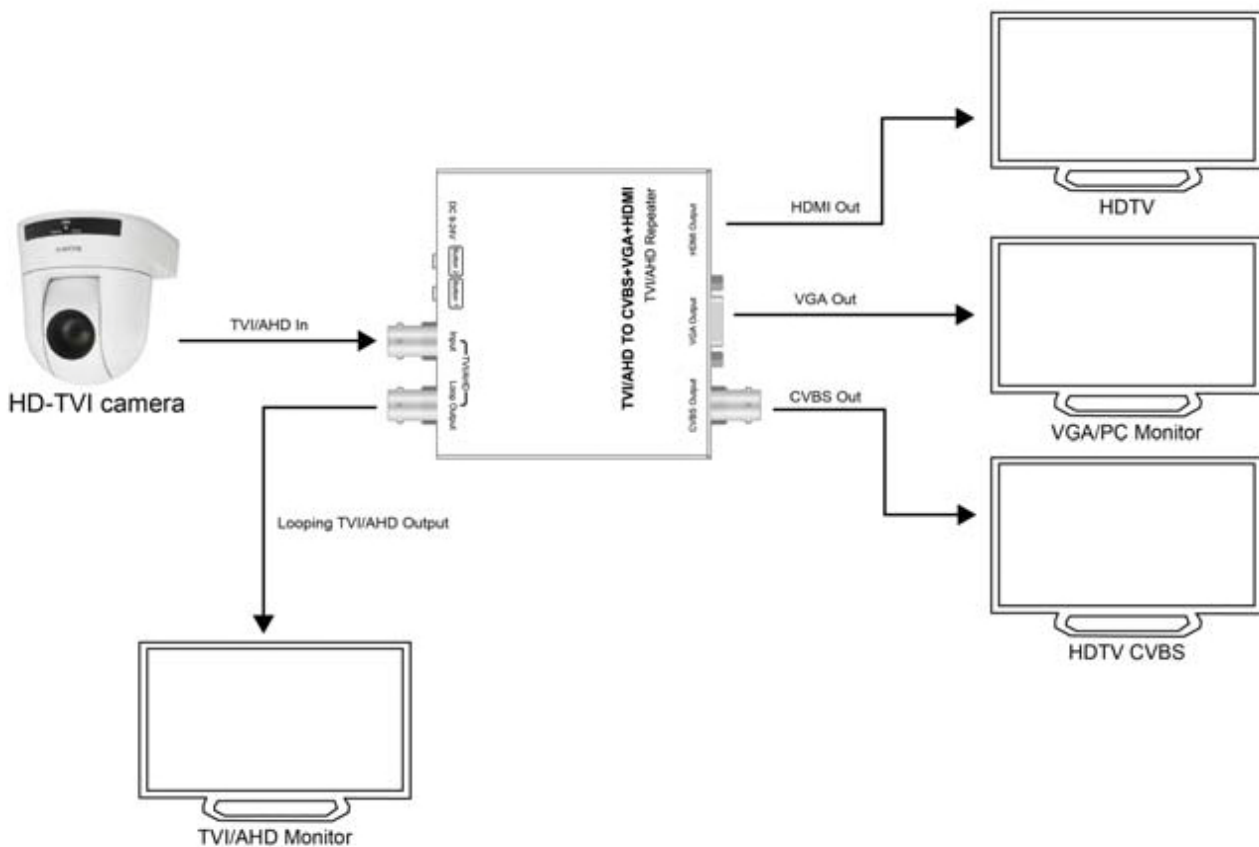 HDMI Out
HDTV
DC 9-24V
TVI/AHD TO CVBS+VGA+HDMI
TVI/AHD Repeater
HDMI Output
VGA Output
CVBS Output
Input
TVI/AHD
Loop Output
TVI/AHD In
HD-TVI camera
VGA Out
VGA/PC Monitor
CVBS Out
HDTV CVBS
Looping TVI/AHD Output
TVI/AHD Monitor